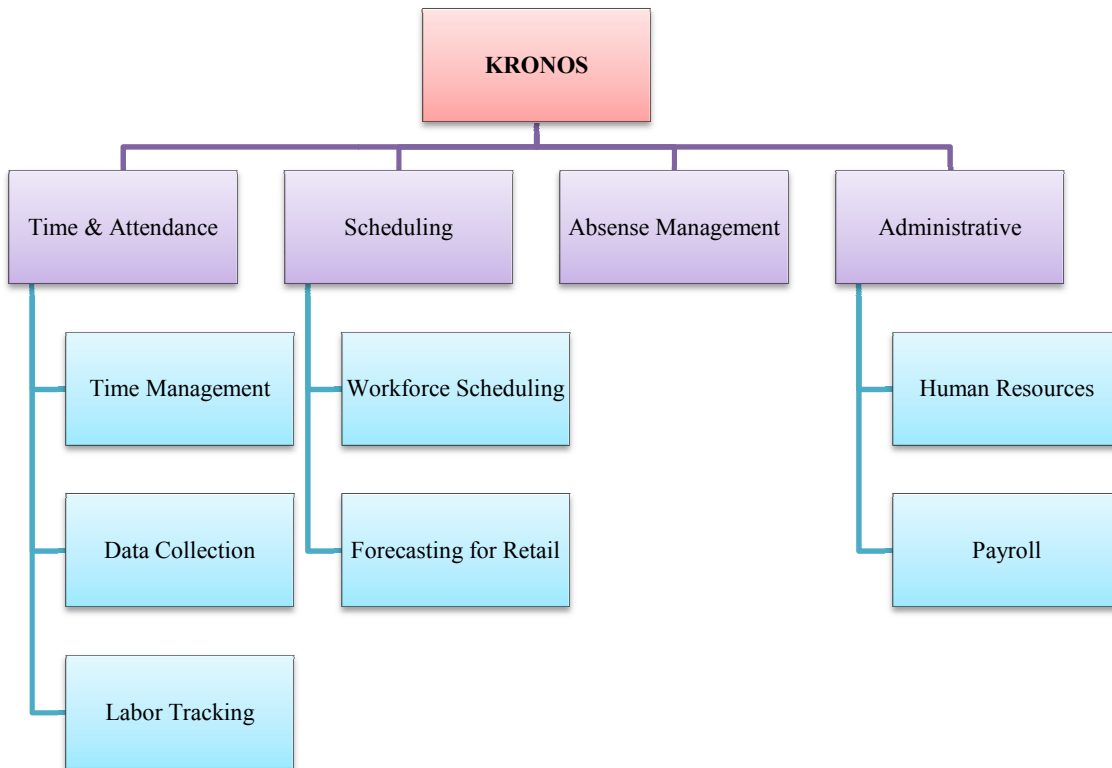 KRONOS
Time & Attendance
Scheduling
Absense Management
Administrative
Time Management
Workforce Scheduling
Human Resources
Data Collection
Forecasting for Retail
Payroll
Labor Tracking